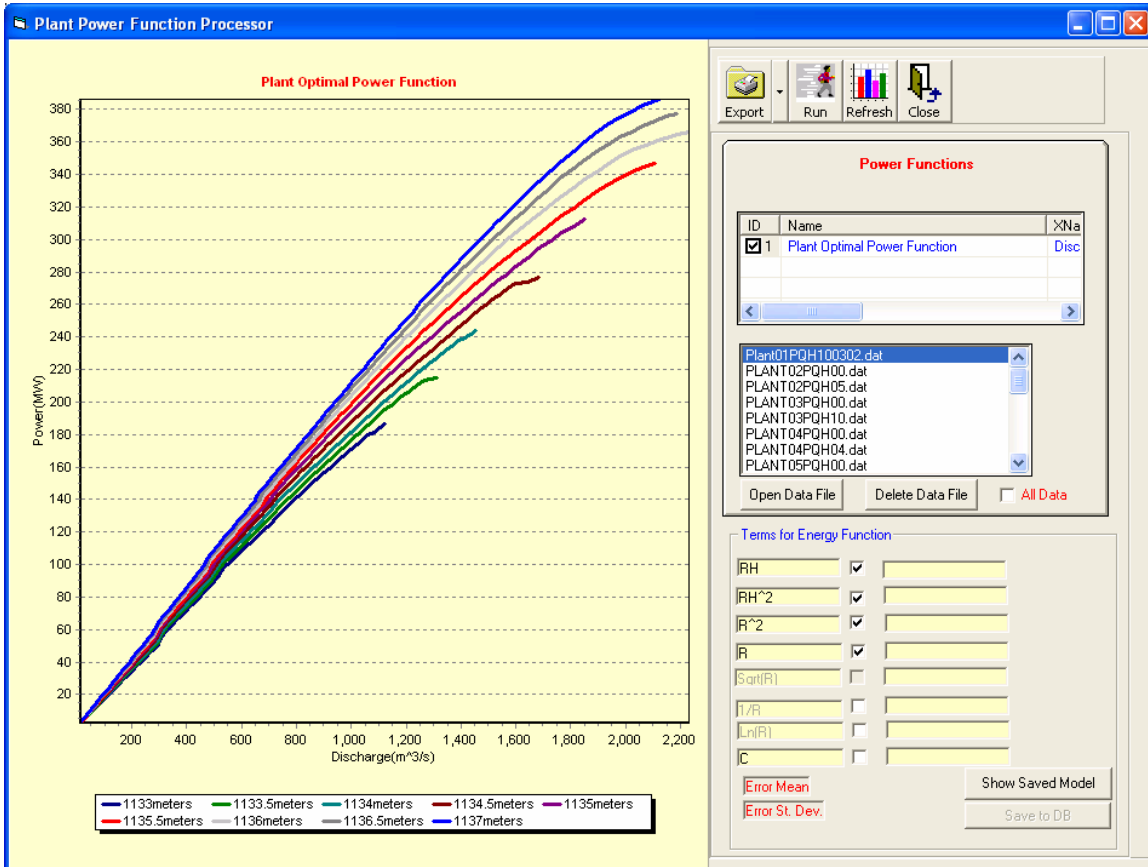 Plant Power Function Processor
Plant Optimal Power Function
380
360
340
320
300
280
260
240
220
200
180
160
140
120
100
80
60
40
20
Power(MW)
200 400 600 800 1,000 1,200 1,400 1,600 1,800 2,000 2,200
Discharge(m^3/s)
1133meters 1133.5meters 1134meters 1134.5meters 1135meters
1135.5meters 1136meters 1136.5meters 1137meters
Export Run Refresh Close
Power Functions
ID Name XNa
1 Plant Optimal Power Function Disc
Plant01PQH100302.dat
PLANT02PQH00.dat
PLANT02PQH05.dat
PLANT03PQH00.dat
PLANT03PQH10.dat
PLANT04PQH00.dat
PLANT04PQH04.dat
PLANT05PQH00.dat
Open Data File Delete Data File All Data
Terms for Energy Function
RH
RH^2
R^2
R
Sqrt(R)
1/R
Ln(R)
C
Error Mean
Error St. Dev.
Show Saved Model
Save to DB